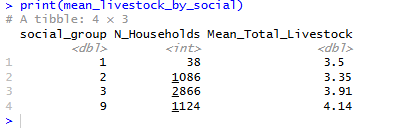 > print(mean_livestock_by_social)
# A tibble: 4 × 3
social_group N_Households Mean_Total_Livestock
<dbl> <int> <dbl>
1 1 38 3.5
2 2 1086 3.35
3 3 2866 3.91
4 9 1124 4.14
>